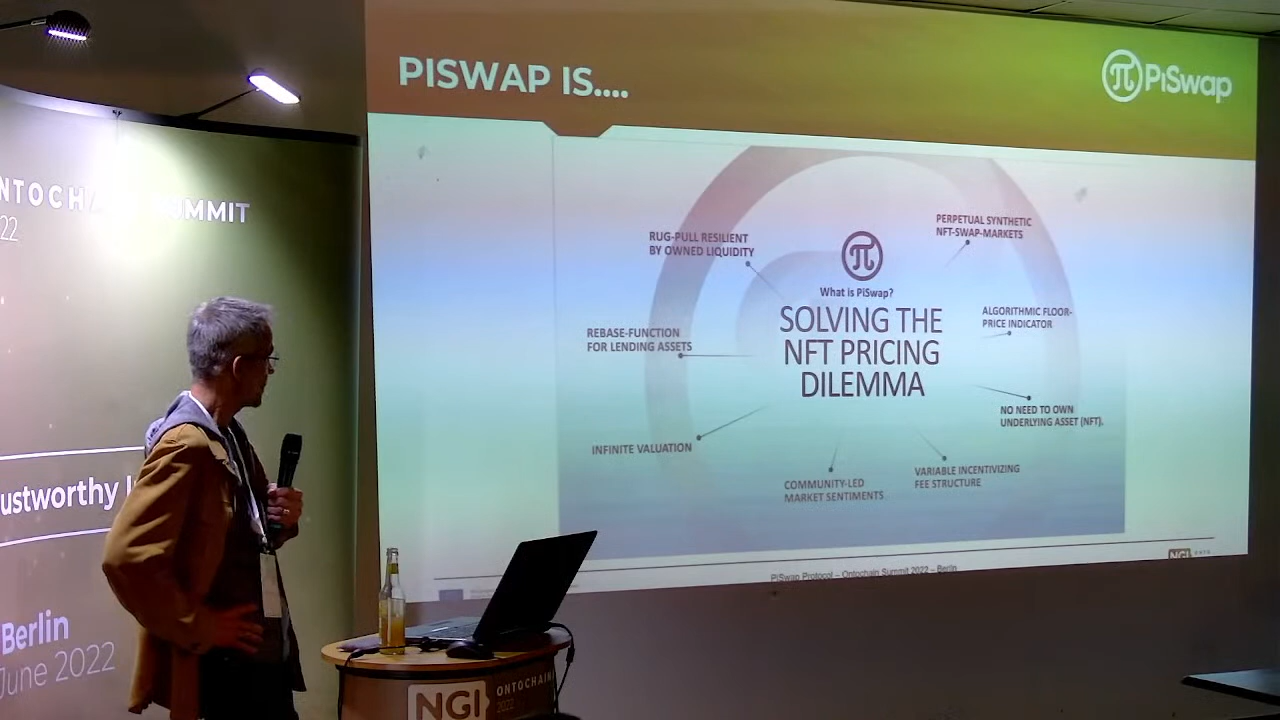 PISWAP IS....
PiSwap
RUG-PULL RESILIENT
BY OWNED LIQUIDITY
PERPETUAL SYNTHETIC
NFT-SWAP-MARKETS
What is PiSwap?
SOLVING THE
NFT PRICING
DILEMMA
REBASE-FUNCTION
FOR LENDING ASSETS
ALGORITHMIC FLOOR-
PRICE INDICATOR
NO NEED TO OWN
UNDERLYING ASSET (NFT).
INFINITE VALUATION
COMMUNITY-LED
MARKET SENTIMENTS
VARIABLE INCENTIVIZING
FEE STRUCTURE
NGI
PiSwap Protocol – Ontochain Summit 2022 – Berlin
NTOCHA SUMMIT
22
ustworthy
Berlin
June 2022
NGI
ONTOCHAIN
2022